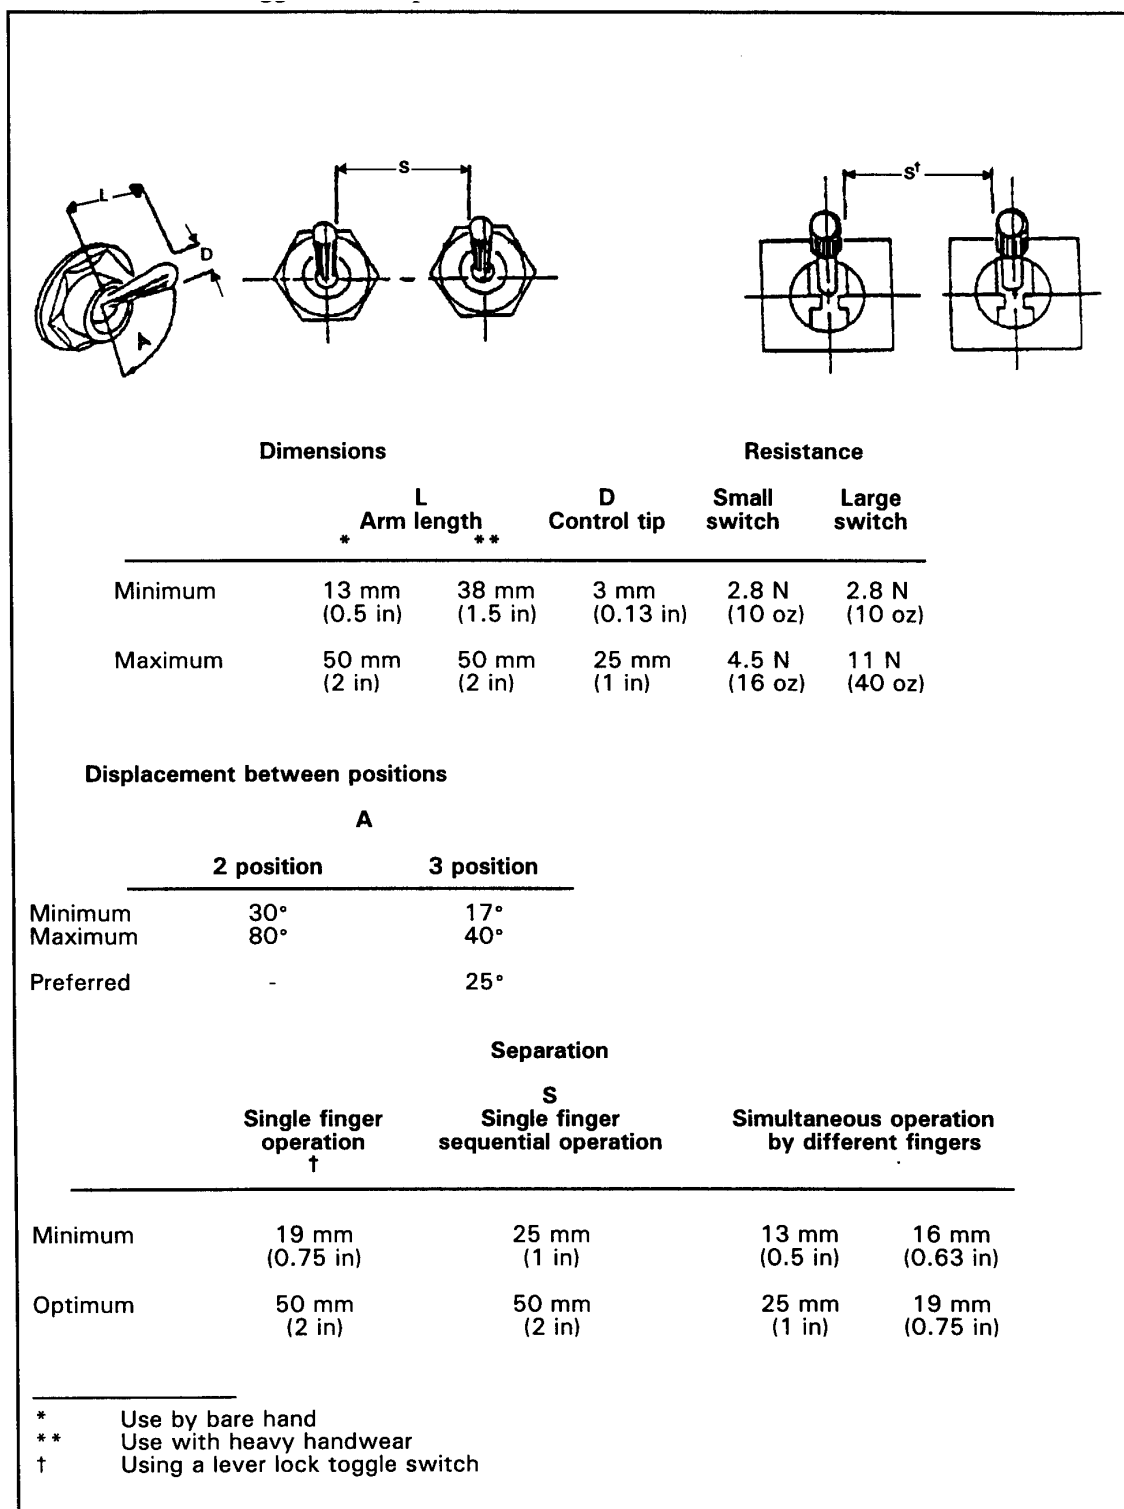 L
D
A
S
S†
Dimensions
Resistance
L
D
Small
Large
Arm length
Control tip
switch
switch
*
**
Minimum
13 mm
38 mm
3 mm
2.8 N
2.8 N
(0.5 in)
(1.5 in)
(0.13 in)
(10 oz)
(10 oz)
Maximum
50 mm
50 mm
25 mm
4.5 N
11 N
(2 in)
(2 in)
(1 in)
(16 oz)
(40 oz)
Displacement between positions
A
2 position
3 position
Minimum
30°
17°
Maximum
80°
40°
Preferred
-
25°
Separation
S
Single finger
Single finger
Simultaneous operation
operation
sequential operation
by different fingers
†
Minimum
19 mm
25 mm
13 mm
16 mm
(0.75 in)
(1 in)
(0.5 in)
(0.63 in)
Optimum
50 mm
50 mm
25 mm
19 mm
(2 in)
(2 in)
(1 in)
(0.75 in)
* Use by bare hand
** Use with heavy handwear
† Using a lever lock toggle switch